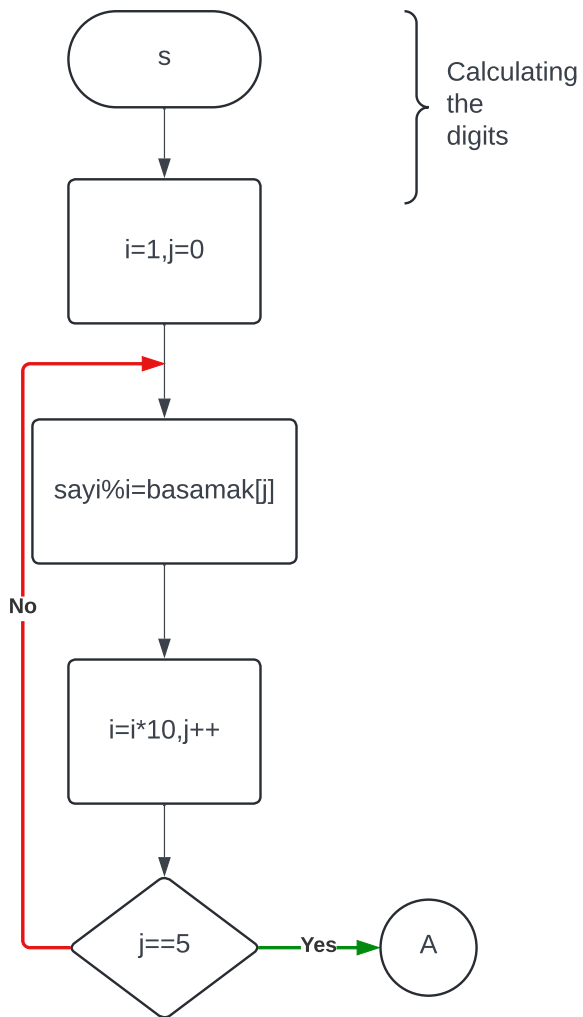 s
Calculating
the
digits
i=1,j=0
sayi%i=basamak[j]
No
i=i*10,j++
j==5
Yes
A